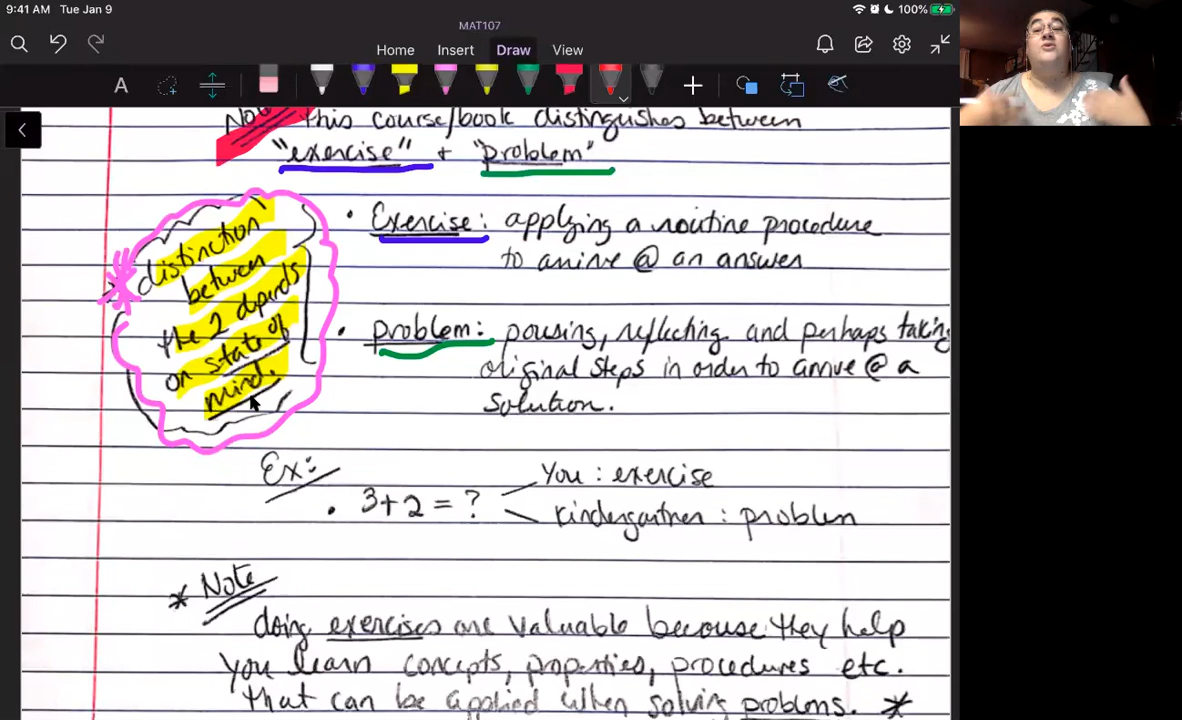 9:41 AM Tue Jan 9
100%
MAT107
Home Insert Draw View
A
Note This course/book distinguishes between
"exercise" + "problem"
distinction
between
the 2 depends
on state of
mind.
• Exercise: applying a routine procedure
to arrive @ an answer
• problem: pausing, reflecting and perhaps taking
original steps in order to arrive @ a
solution.
Ex:
• 3+2 = ?
You : exercise
kindergartner : problem
* Note
doing exercises are valuable because they help
you learn concepts, properties, procedures etc.
that can be applied when solving problems. *